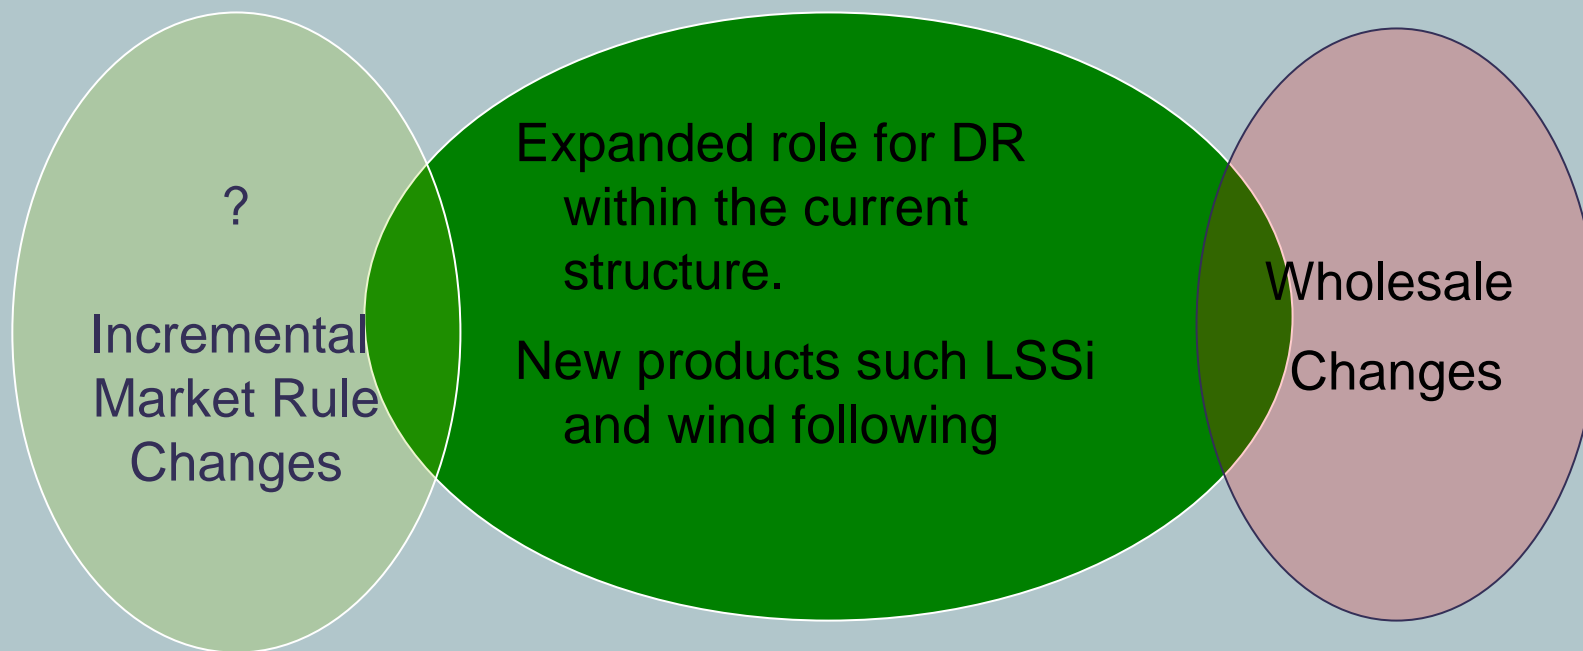 ?
Incremental
Market Rule
Changes
Expanded role for DR
within the current
structure.
New products such LSSi
and wind following
Wholesale
Changes